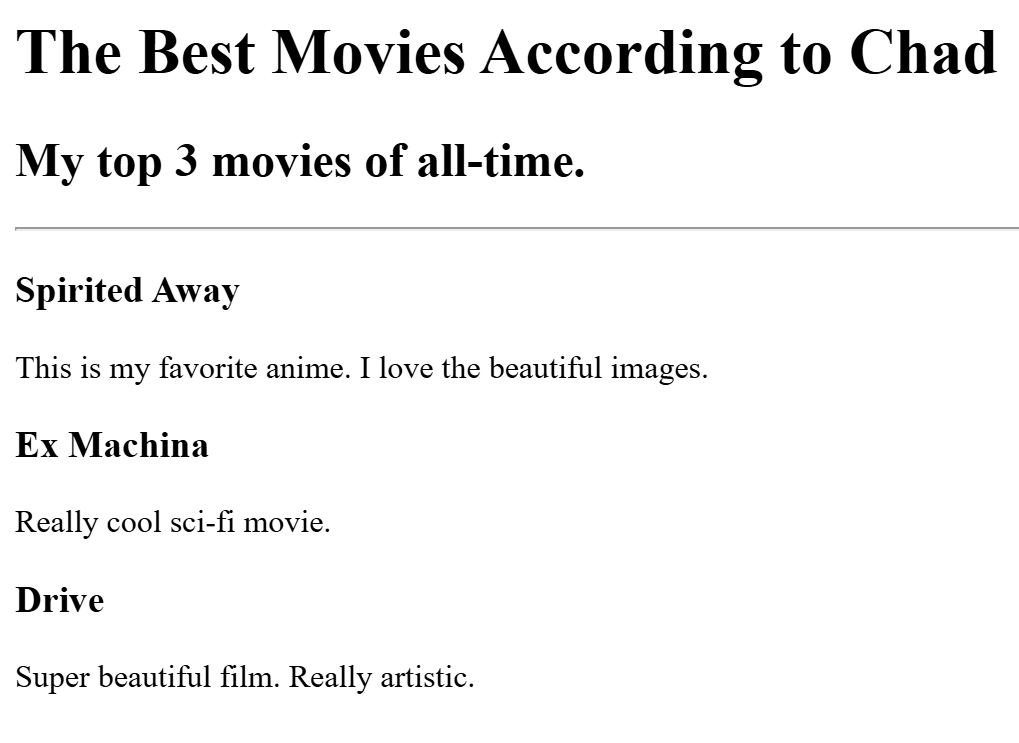 The Best Movies According to Chad
My top 3 movies of all-time.
Spirited Away
This is my favorite anime. I love the beautiful images.
Ex Machina
Really cool sci-fi movie.
Drive
Super beautiful film. Really artistic.